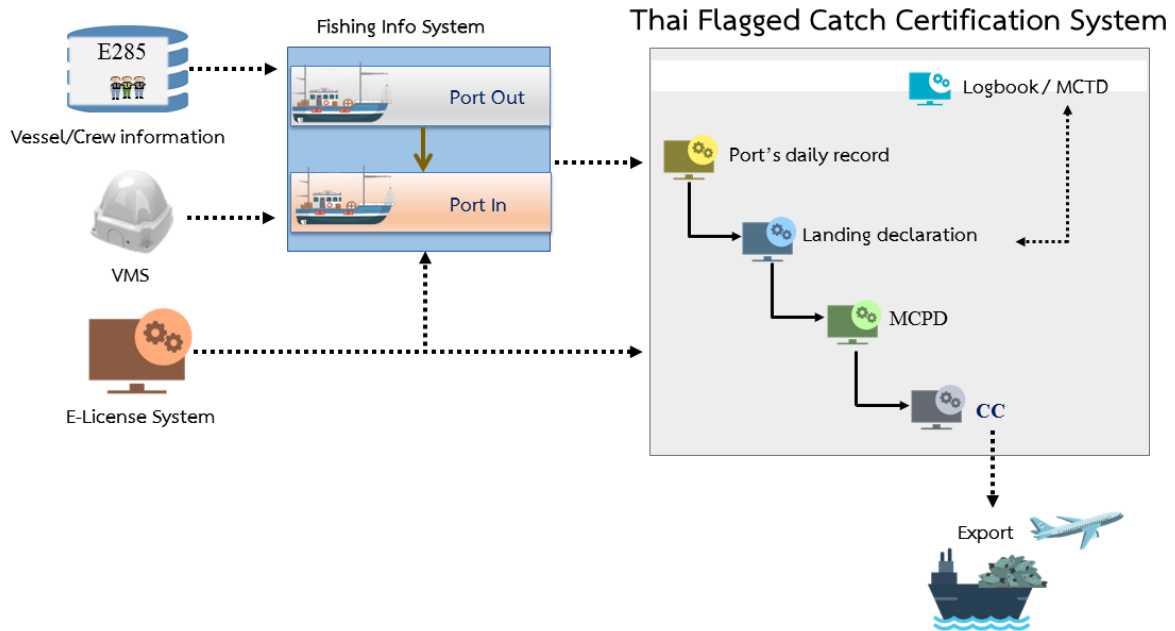 Thai Flagged Catch Certification System
Fishing Info System
E285
Vessel/Crew information
Port Out
Port In
VMS
E-License System
Logbook / MCTD
Port's daily record
Landing declaration
MCPD
CC
Export